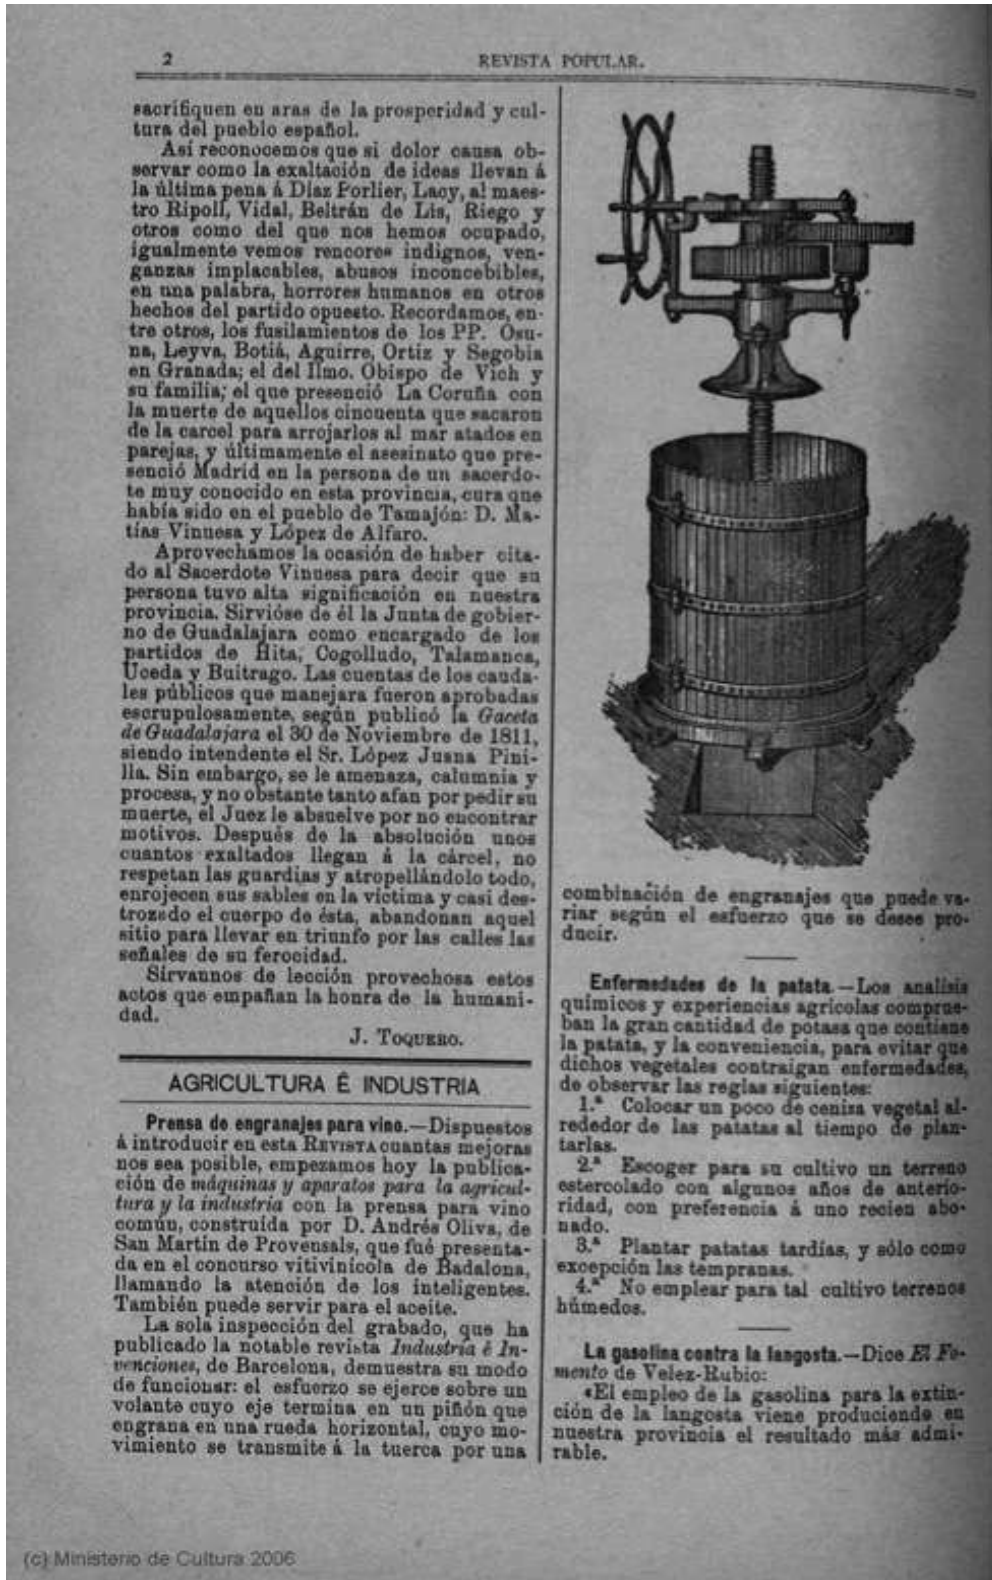 2
REVISTA POPULAR.
sacrifiquen en aras de la prosperidad y cul-
tura del pueblo español.
Así reconocemos que si dolor causa ob-
servar como la exaltación de ideas llevan á
la última pena á Díaz Porlier, Lacy, al maes-
tro Ripoll, Vidal, Beltrán de Lis, Riego y
otros como del que nos hemos ocupado,
igualmente vemos rencores indignos, ven-
ganzas implacables, abusos inconcebibles,
en una palabra, horrores humanos en otros
hechos del partido opuesto. Recordamos, en-
tre otros, los fusilamientos de los PP. Osu-
na, Leyva, Botiá, Aguirre, Ortiz y Segobia
en Granada; el del Ilmo. Obispo de Vich y
su familia; el que presenció La Coruña con
la muerte de aquellos cincuenta que sacaron
de la carcel para arrojarlos al mar atados en
parejas, y últimamente el asesinato que pre-
senció Madrid en la persona de un sacerdo-
te muy conocido en esta provincia, cura que
había sido en el pueblo de Tamajón: D. Ma-
tías Vinuesa y López de Alfaro.
Aprovechamos la ocasión de haber cita-
do al Sacerdote Vinuesa para decir que su
persona tuvo alta significación en nuestra
provincia. Sirvióse de él la Junta de gobier-
no de Guadalajara como encargado de los
partidos de Hita, Cogolludo, Talamanca,
Uceda y Buitrago. Las cuentas de los cauda-
les públicos que manejara fueron aprobadas
escrupulosamente, según publicó la Gaceta
de Guadalajara el 30 de Noviembre de 1811,
siendo intendente el Sr. López Juana Pini-
lla. Sin embargo, se le amenaza, calumnia y
procesa, y no obstante tanto afan por pedir su
muerte, el Juez le absuelve por no encontrar
motivos. Después de la absolución unos
cuantos exaltados llegan á la cárcel, no
respetan las guardias y atropellándolo todo,
enrojecen sus sables en la víctima y casi des-
trozado el cuerpo de ésta, abandonan aquel
sitio para llevar en triunfo por las calles las
señales de su ferocidad.
Sírvannos de lección provechosa estos
actos que empañan la honra de la humani-
dad.
J. TOQUERO.
AGRICULTURA É INDUSTRIA
Prensa de engranajes para vino.—Dispuestos
á introducir en esta REVISTA cuantas mejoras
nos sea posible, empezamos hoy la publica-
ción de máquinas y aparatos para la agricul-
tura y la industria con la prensa para vino
común, construída por D. Andrés Oliva, de
San Martín de Provensals, que fué presenta-
da en el concurso vitivinícola de Badalona,
llamando la atención de los inteligentes.
También puede servir para el aceite.
La sola inspección del grabado, que ha
publicado la notable revista Industria é In-
venciones, de Barcelona, demuestra su modo
de funcionar: el esfuerzo se ejerce sobre un
volante cuyo eje termina en un piñón que
engrana en una rueda horizontal, cuyo mo-
vimiento se transmite á la tuerca por una
combinación de engranajes que puede va-
riar según el esfuerzo que se desee pro-
ducir.
Enfermedades de la patata.—Los analísis
químicos y experiencias agrícolas comprue-
ban la gran cantidad de potasa que contiene
la patata, y la conveniencia, para evitar que
dichos vegetales contraigan enfermedades,
de observar las reglas siguientes:
1.ª Colocar un poco de ceniza vegetal al-
rededor de las patatas al tiempo de plan-
tarlas.
2.ª Escoger para su cultivo un terreno
estercolado con algunos años de anterio-
ridad, con preferencia á uno recien abo-
nado.
3.ª Plantar patatas tardías, y sólo como
excepción las tempranas.
4.ª No emplear para tal cultivo terrenos
húmedos.
La gasolina contra la langosta.—Dice El Fo-
mento de Velez-Rubio:
«El empleo de la gasolina para la extin-
ción de la langosta viene produciendo en
nuestra provincia el resultado más admi-
rable.
(c) Ministerio de Cultura 2006